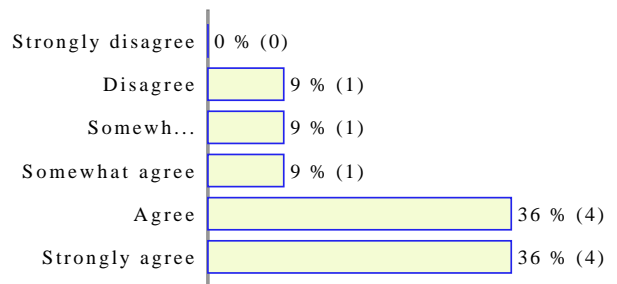 Strongly disagree 0 % (0)
Disagree 9 % (1)
Somewh... 9 % (1)
Somewhat agree 9 % (1)
Agree 36 % (4)
Strongly agree 36 % (4)